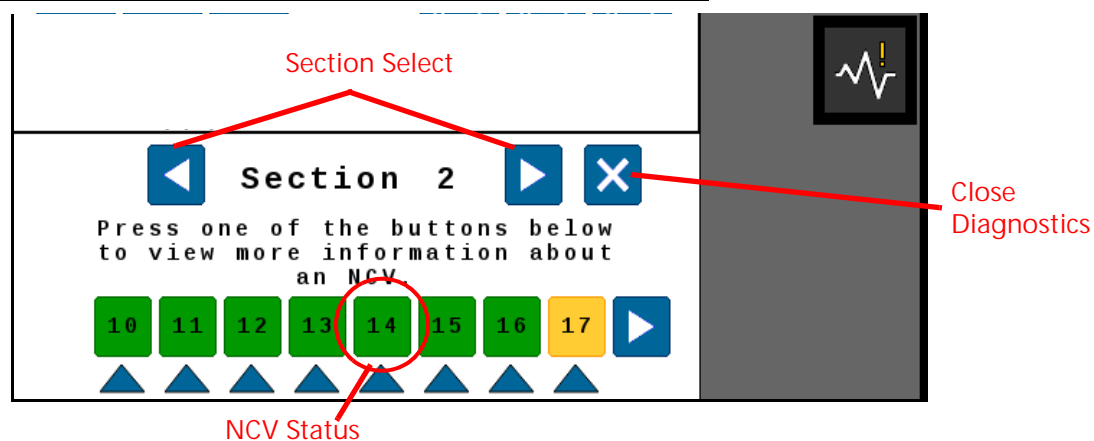 Section Select
Section 2
Close
Diagnostics
Press one of the buttons below
to view more information about
an NCV.
10 11 12 13 14 15 16 17
NCV Status